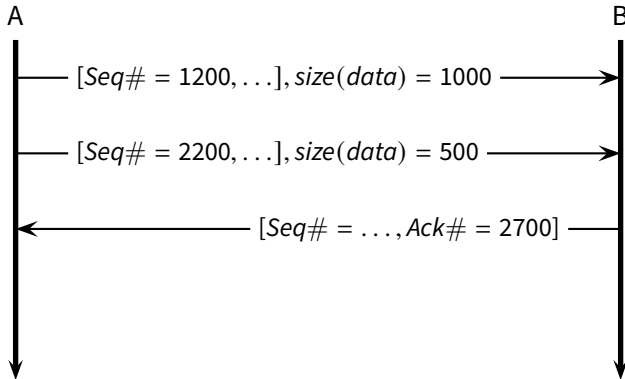 A B
[Seq# = 1200, . . .], size(data) = 1000
[Seq# = 2200, . . .], size(data) = 500
[Seq# = . . . , Ack# = 2700]